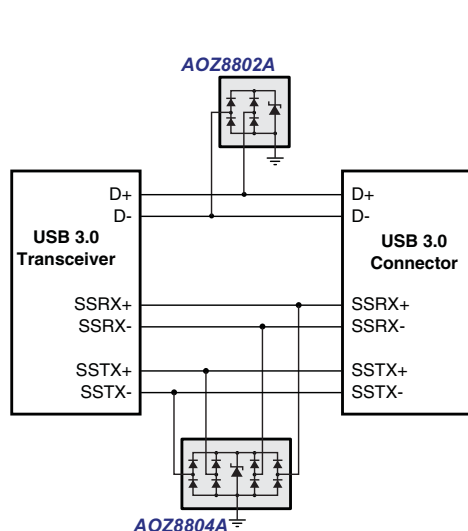 AOZ8802A
D+
D-
D+
D-
USB 3.0
Transceiver
USB 3.0
Connector
SSRX+
SSRX-
SSRX+
SSRX-
SSTX+
SSTX-
SSTX+
SSTX-
AOZ8804A